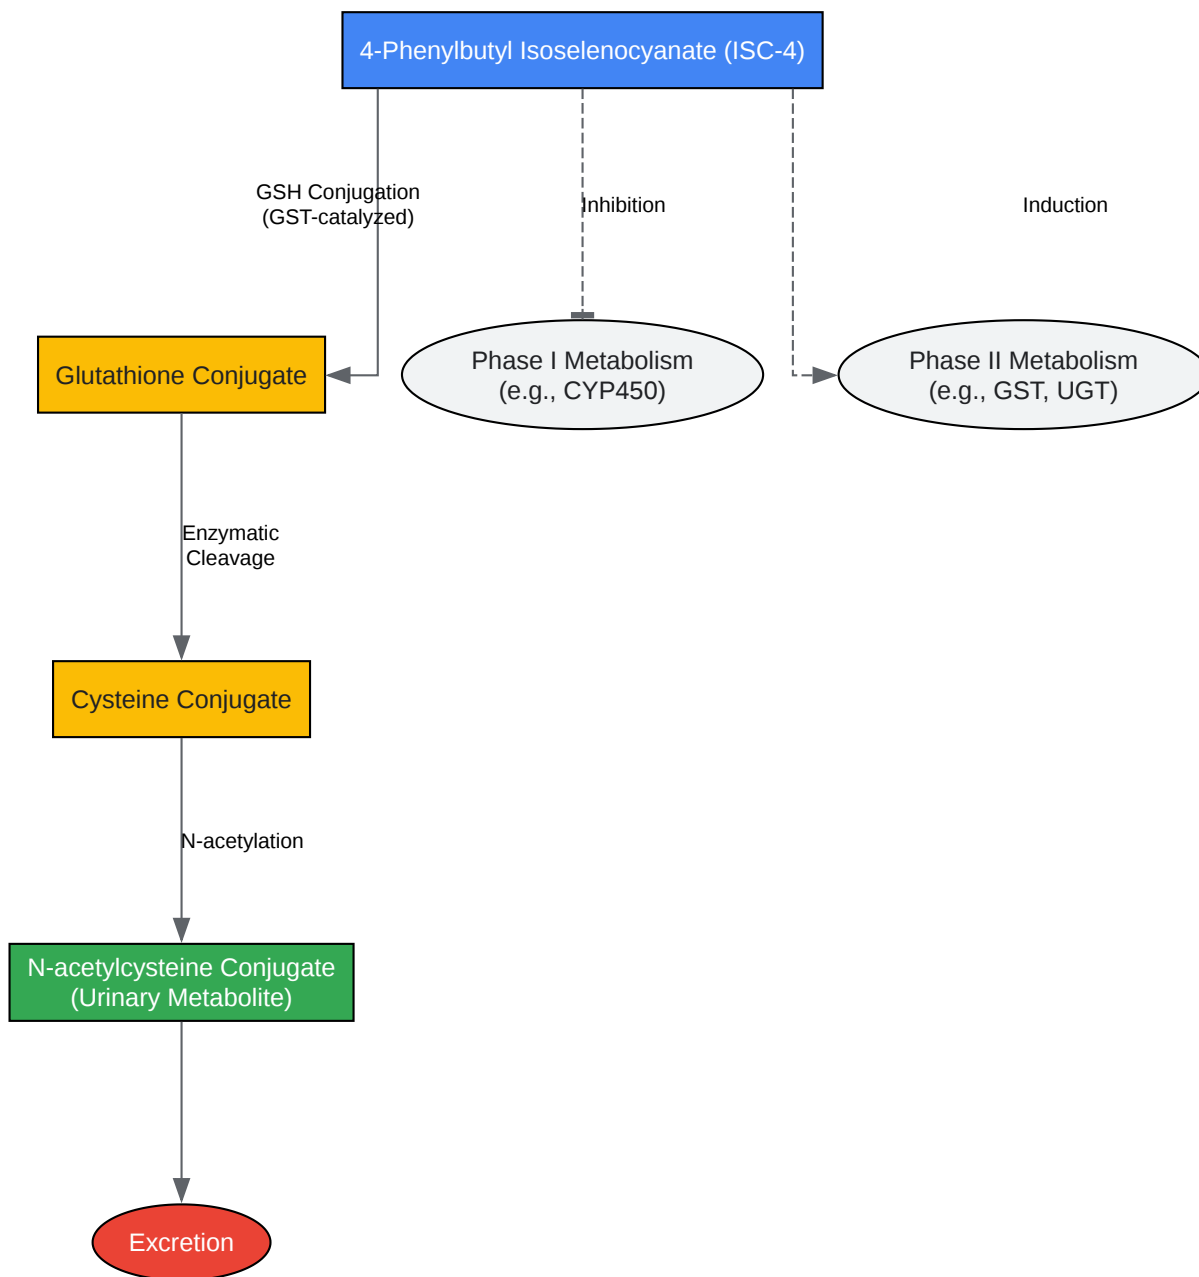 4-Phenylbutyl Isoselenocyanate (ISC-4)
GSH Conjugation
(GST-catalyzed)
Inhibition
Induction
Glutathione Conjugate
Phase I Metabolism
(e.g., CYP450)
Phase II Metabolism
(e.g., GST, UGT)
Enzymatic
Cleavage
Cysteine Conjugate
N-acetylation
N-acetylcysteine Conjugate
(Urinary Metabolite)
Excretion